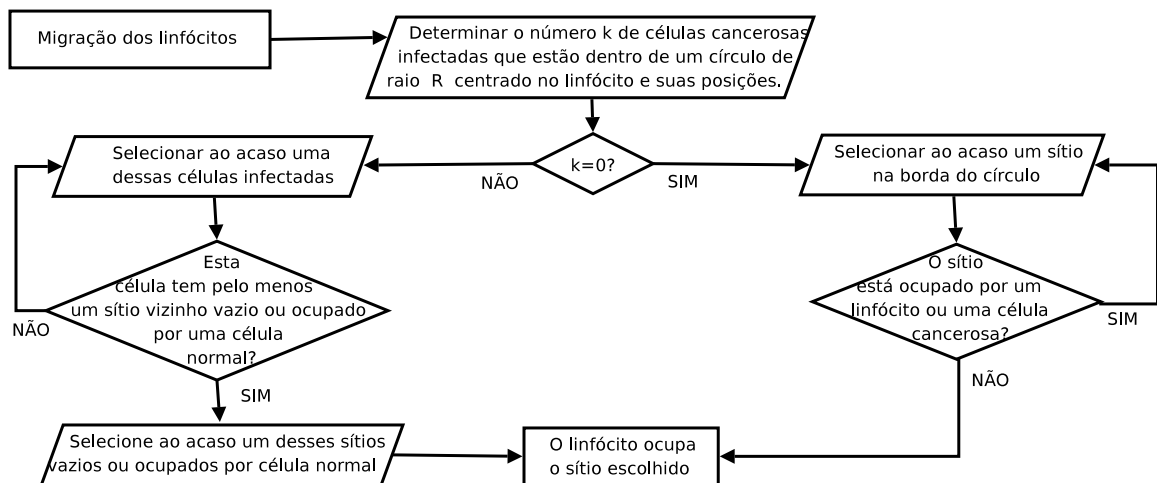 Migração dos linfócitos
Determinar o número k de células cancerosas
infectadas que estão dentro de um círculo de
raio R centrado no linfócito e suas posições.
k=0?
NÃO
SIM
Selecionar ao acaso uma
dessas células infectadas
Selecionar ao acaso um sítio
na borda do círculo
Esta
célula tem pelo menos
um sítio vizinho vazio ou ocupado
por uma célula
normal?
NÃO
SIM
O sítio
está ocupado por um
linfócito ou uma célula
cancerosa?
SIM
NÃO
Selecione ao acaso um desses sítios
vazios ou ocupados por célula normal
O linfócito ocupa
o sítio escolhido